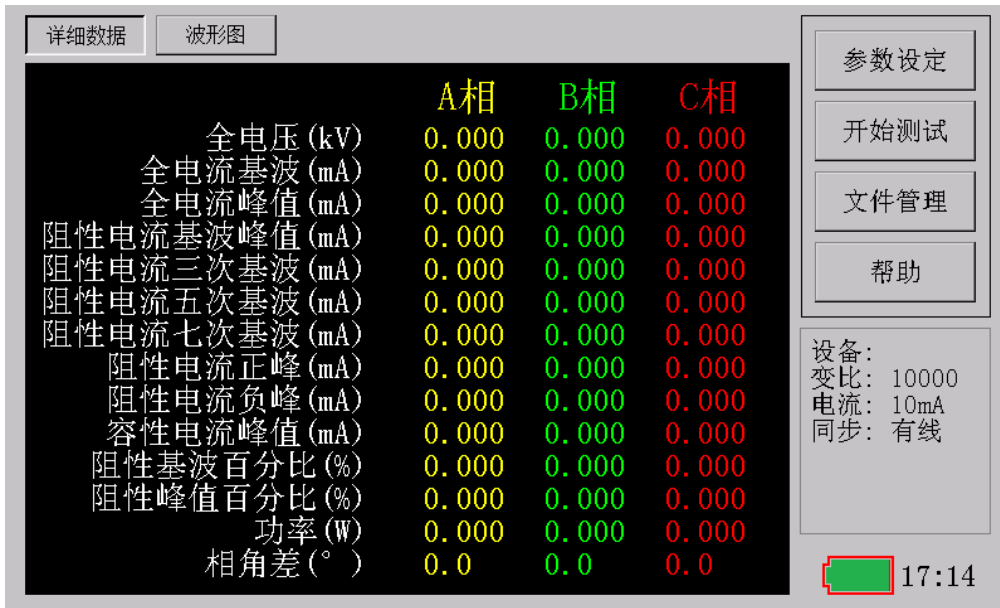 详细数据 波形图
A相 B相 C相
全电压(kV) 0.000 0.000 0.000
全电流基波(mA) 0.000 0.000 0.000
全电流峰值(mA) 0.000 0.000 0.000
阻性电流基波峰值(mA) 0.000 0.000 0.000
阻性电流三次基波(mA) 0.000 0.000 0.000
阻性电流五次基波(mA) 0.000 0.000 0.000
阻性电流七次基波(mA) 0.000 0.000 0.000
阻性电流正峰(mA) 0.000 0.000 0.000
阻性电流负峰(mA) 0.000 0.000 0.000
容性电流峰值(mA) 0.000 0.000 0.000
阻性基波百分比(%) 0.000 0.000 0.000
阻性峰值百分比(%) 0.000 0.000 0.000
功率(W) 0.000 0.000 0.000
相角差(° ) 0.0 0.0 0.0
参数设定
开始测试
文件管理
帮助
设备:
变比: 10000
电流: 10mA
同步: 有线
17:14